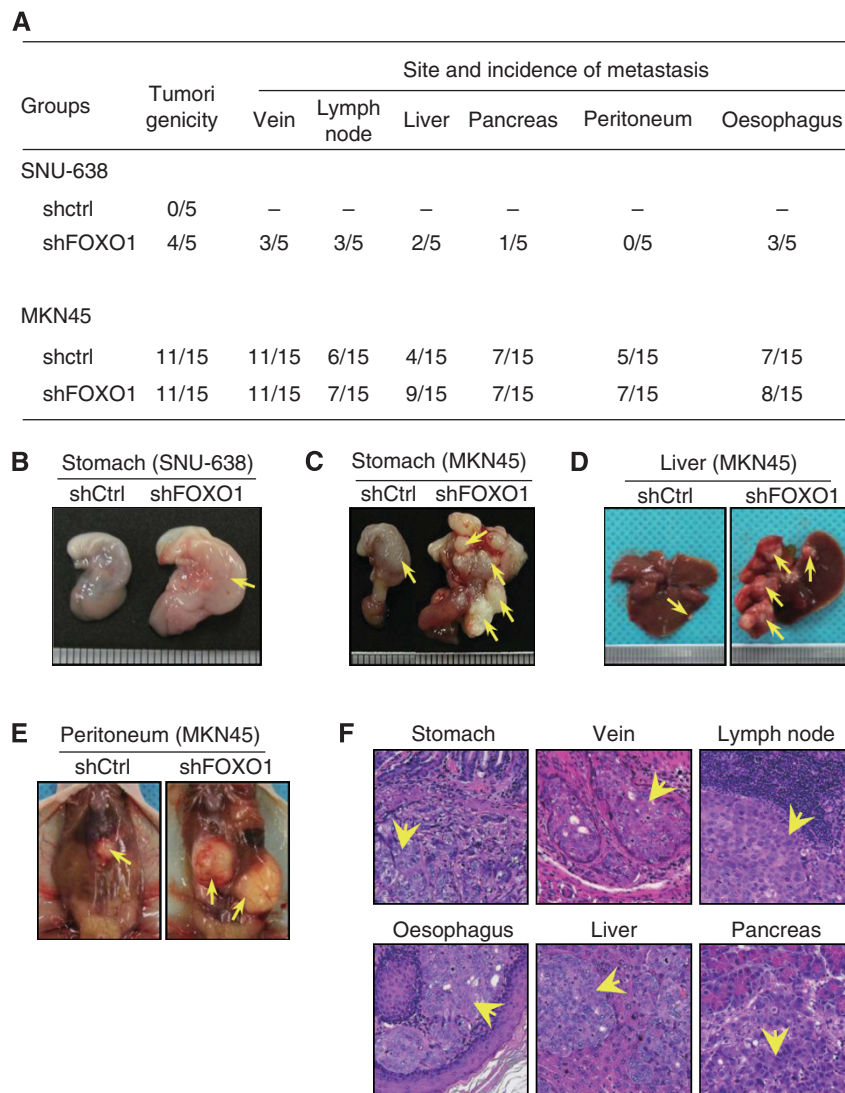 A
Groups Tumori genicity Site and incidence of metastasis
Vein Lymph node Liver Pancreas Peritoneum Oesophagus
SNU-638
shctrl 0/5 – – – – – –
shFOXO1 4/5 3/5 3/5 2/5 1/5 0/5 3/5
MKN45
shctrl 11/15 11/15 6/15 4/15 7/15 5/15 7/15
shFOXO1 11/15 11/15 7/15 9/15 7/15 7/15 8/15
B Stomach (SNU-638)
shCtrl shFOXO1
C Stomach (MKN45)
shCtrl shFOXO1
D Liver (MKN45)
shCtrl shFOXO1
E Peritoneum (MKN45)
shCtrl shFOXO1
F Stomach Vein Lymph node
Oesophagus Liver Pancreas